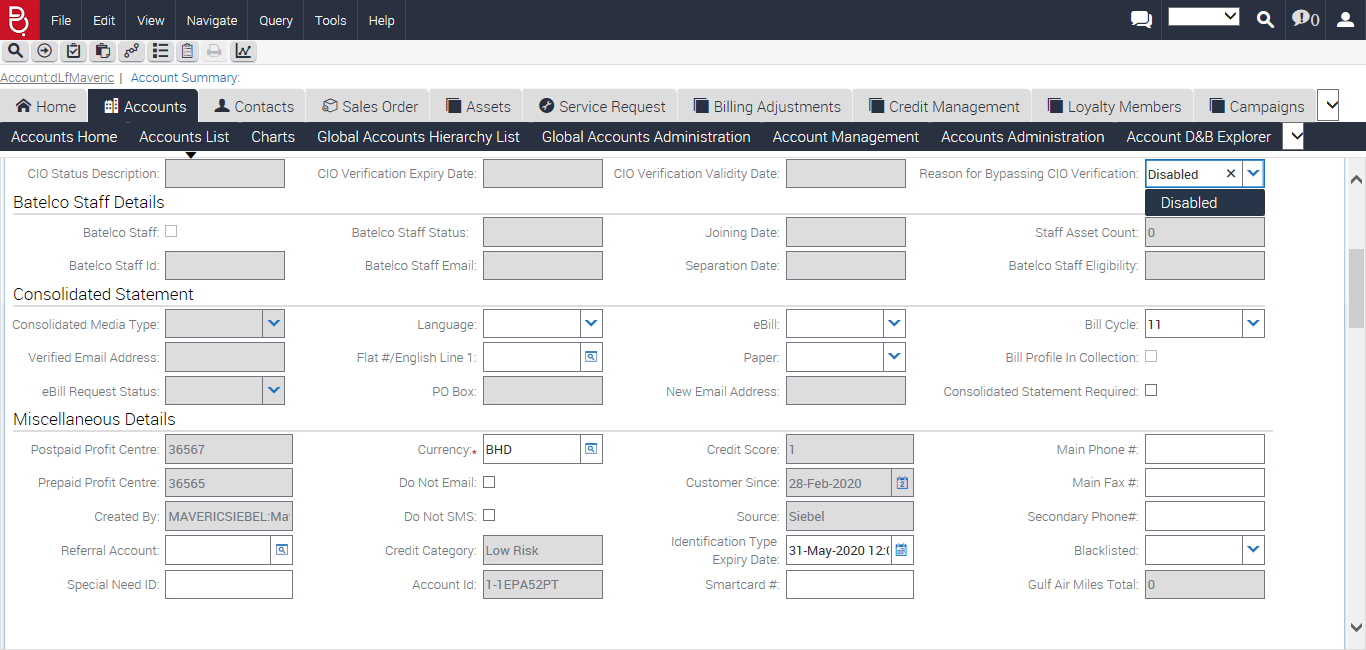 File Edit View Navigate Query Tools Help 0
Account:dLfMaveric | Account Summary:
Home Accounts Contacts Sales Order Assets Service Request Billing Adjustments Credit Management Loyalty Members Campaigns
Accounts Home Accounts List Charts Global Accounts Hierarchy List Global Accounts Administration Account Management Accounts Administration Account D&B Explorer
CIO Status Description: CIO Verification Expiry Date: CIO Verification Validity Date: Reason for Bypassing CIO Verification: Disabled
Disabled
Batelco Staff Details
Batelco Staff: Batelco Staff Status: Joining Date: Staff Asset Count: 0
Batelco Staff Id: Batelco Staff Email: Separation Date: Batelco Staff Eligibility:
Consolidated Statement
Consolidated Media Type: Language: eBill: Bill Cycle: 11
Verified Email Address: Flat #/English Line 1: Paper: Bill Profile In Collection:
eBill Request Status: PO Box: New Email Address: Consolidated Statement Required:
Miscellaneous Details
Postpaid Profit Centre: 36567 Currency:* BHD Credit Score: 1 Main Phone #:
Prepaid Profit Centre: 36565 Do Not Email: Customer Since: 28-Feb-2020 2 Main Fax #:
Created By: MAVERICSIEBEL:Mav Do Not SMS: Source: Siebel Secondary Phone#:
Referral Account: Credit Category: Low Risk Identification Type Expiry Date: 31-May-2020 12:0 Blacklisted:
Special Need ID: Account Id: 1-1EPA52PT Smartcard #: Gulf Air Miles Total: 0